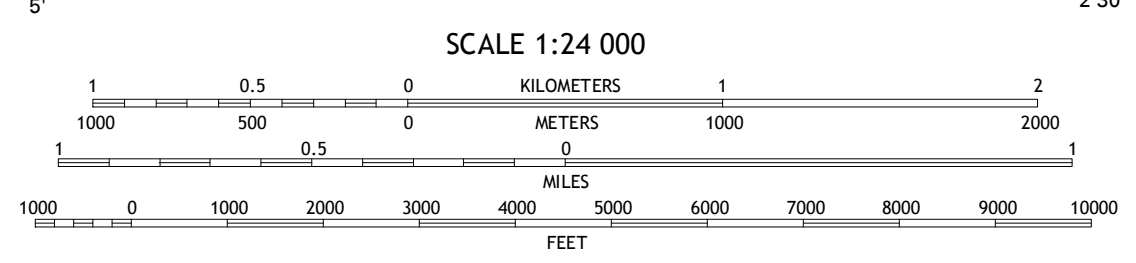 5' 2 30
SCALE 1:24 000
1 0.5 0 KILOMETERS 1 2
1000 500 0 METERS 1000 2000
1 0.5 0 1
MILES
1000 0 1000 2000 3000 4000 5000 6000 7000 8000 9000 10000
FEET